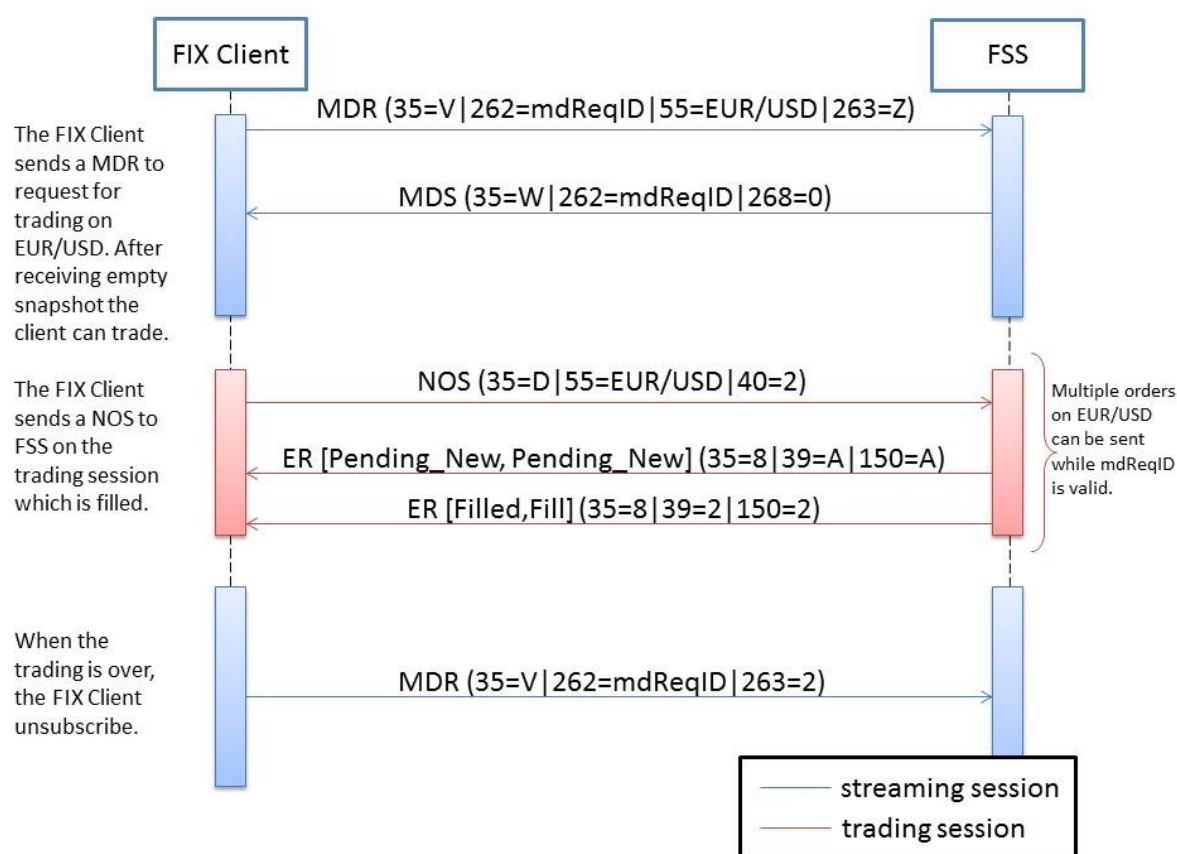 FIX Client
FSS
MDR (35=V|262=mdReqID|55=EUR/USD|263=Z)
The FIX Client
sends a MDR to
request for
trading on
EUR/USD. After
receiving empty
snapshot the
client can trade.
MDS (35=W|262=mdReqID|268=0)
The FIX Client
sends a NOS to
FSS on the
trading session
which is filled.
NOS (35=D|55=EUR/USD|40=2)
ER [Pending_New, Pending_New] (35=8|39=A|150=A)
ER [Filled,Fill] (35=8|39=2|150=2)
Multiple orders
on EUR/USD
can be sent
while mdReqID
is valid.
When the
trading is over,
the FIX Client
unsubscribe.
MDR (35=V|262=mdReqID|263=2)
streaming session
trading session